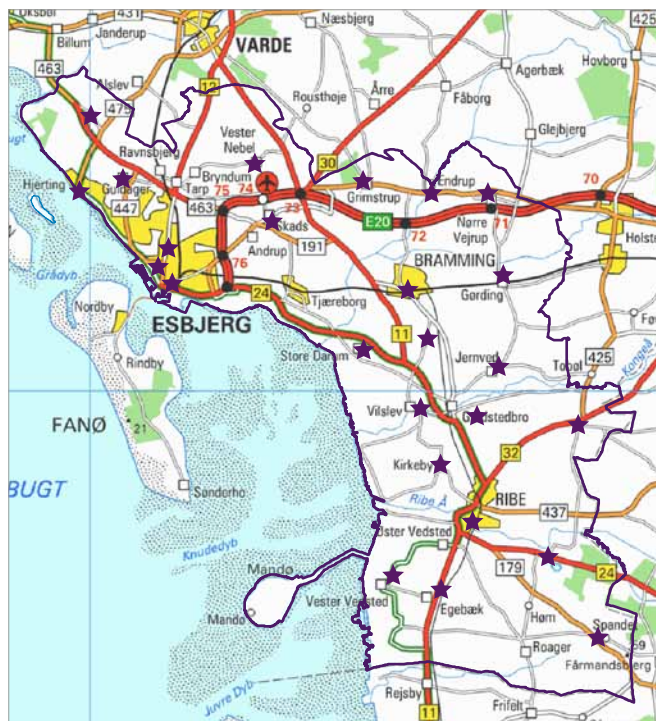 Oksbøl
431
Næsbjerg
425
Billum
Janderup
VARDE
Hovborg
463
12
Agerbæk
Alslev
Årre
Fåborg
475
Rousthøje
Vester
Nebel
30
Glejbjerg
Ravnsbjerg
Bryndum
Hjerting
Guldager
Tarp
75
74
Grimstrup
Endrup
70
447
463
73
E20
Skads
72
Nørre
Vejrup
71
191
Andrup
Holste
76
BRAMMING
Grådyb
Gørding
Nordby
24
Tjæreborg
ESBJERG
11
Rindby
Store Darum
Jernved
Tobøl
425
Kongeå
FANØ
21
Vilslev
Gredstedbro
32
Kirkeby
BUGT
Sønderho
Ribe Å
RIBE
437
Knudedyb
Øster Vedsted
Mandø
179
24
Vester Vedsted
Egebæk
Høm
Mandø
Spandet
Roager
69
Fårmandsbjerg
Juvre Dyb
Rejsby
Frifelt
11